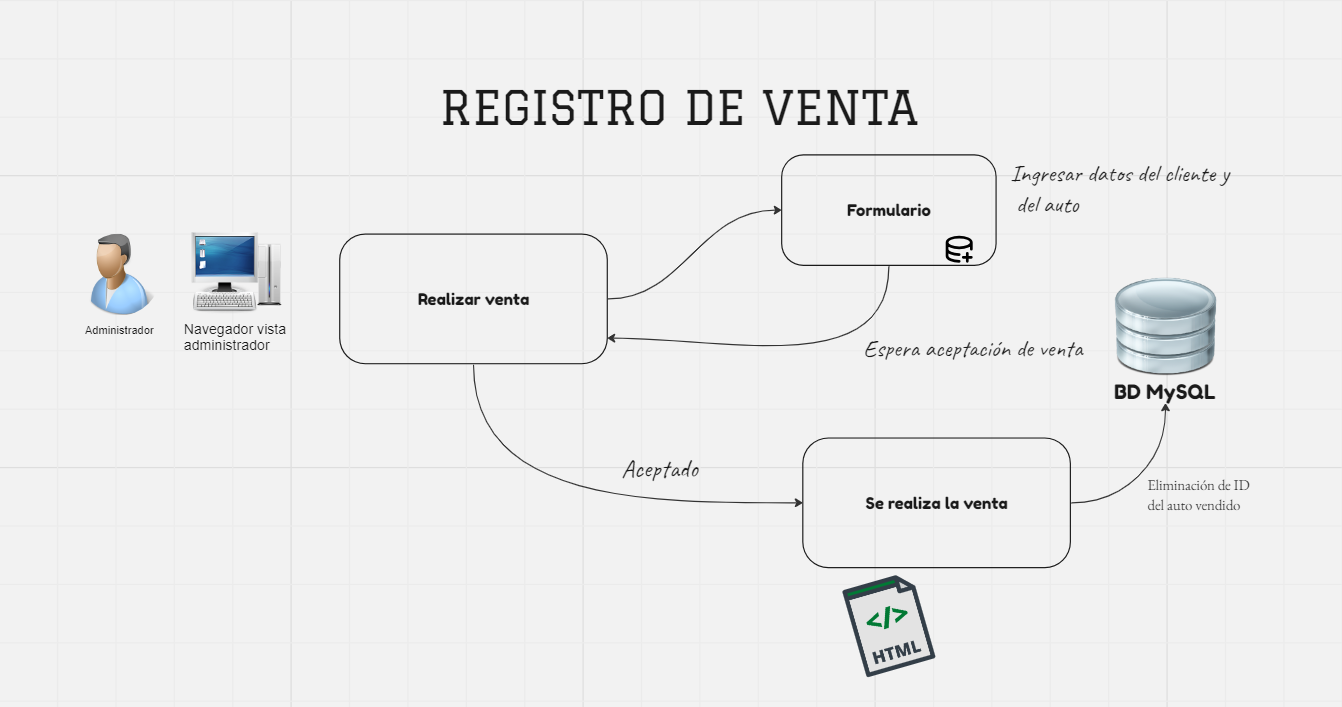 REGISTRO DE VENTA
Ingresar datos del cliente y
del auto
Formulario
Realizar venta
Administrador
Navegador vista
administrador
Espera aceptación de venta
BD MySQL
Aceptado
Se realiza la venta
Eliminación de ID
del auto vendido
</>
HTML